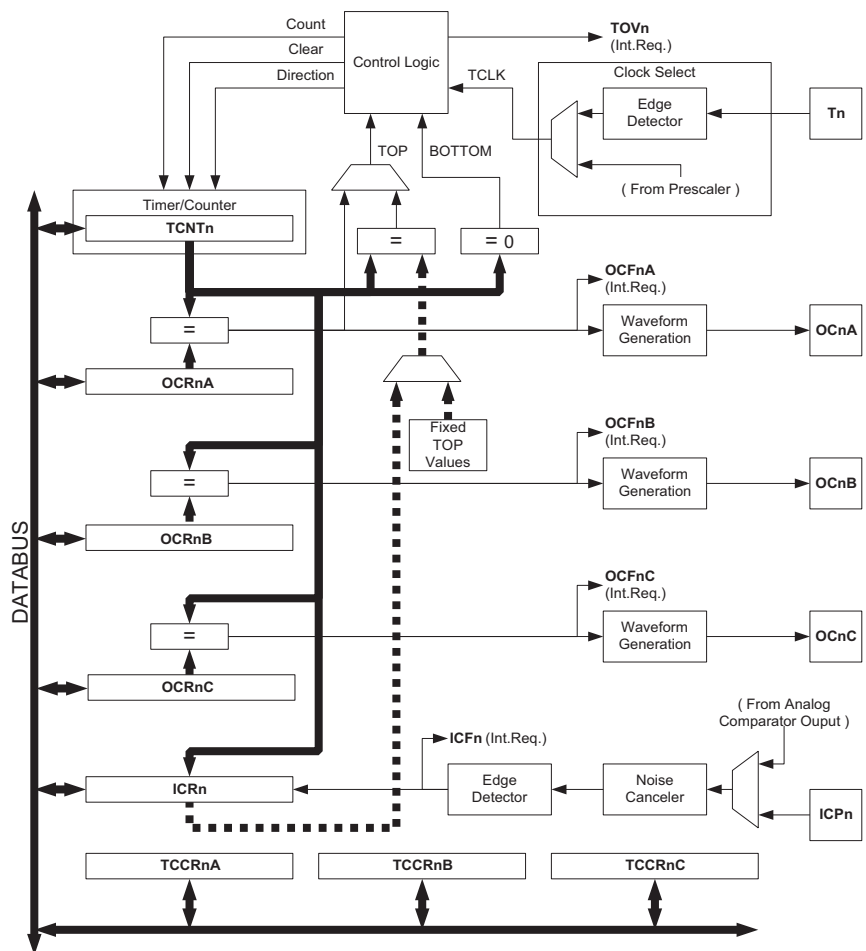 Count
TOVn
(Int.Req.)
Clear
Control Logic
Clock Select
Direction
TCLK
Edge
Detector
Tn
TOP
BOTTOM
( From Prescaler )
Timer/Counter
TCNTn
=
= 0
OCFnA
(Int.Req.)
=
Waveform
Generation
OCnA
OCRnA
Fixed
TOP
Values
OCFnB
(Int.Req.)
=
Waveform
Generation
OCnB
OCRnB
DATABUS
OCFnC
(Int.Req.)
=
Waveform
Generation
OCnC
OCRnC
( From Analog
Comparator Ouput )
ICFn (Int.Req.)
ICRn
Edge
Detector
Noise
Canceler
ICPn
TCCRnA
TCCRnB
TCCRnC